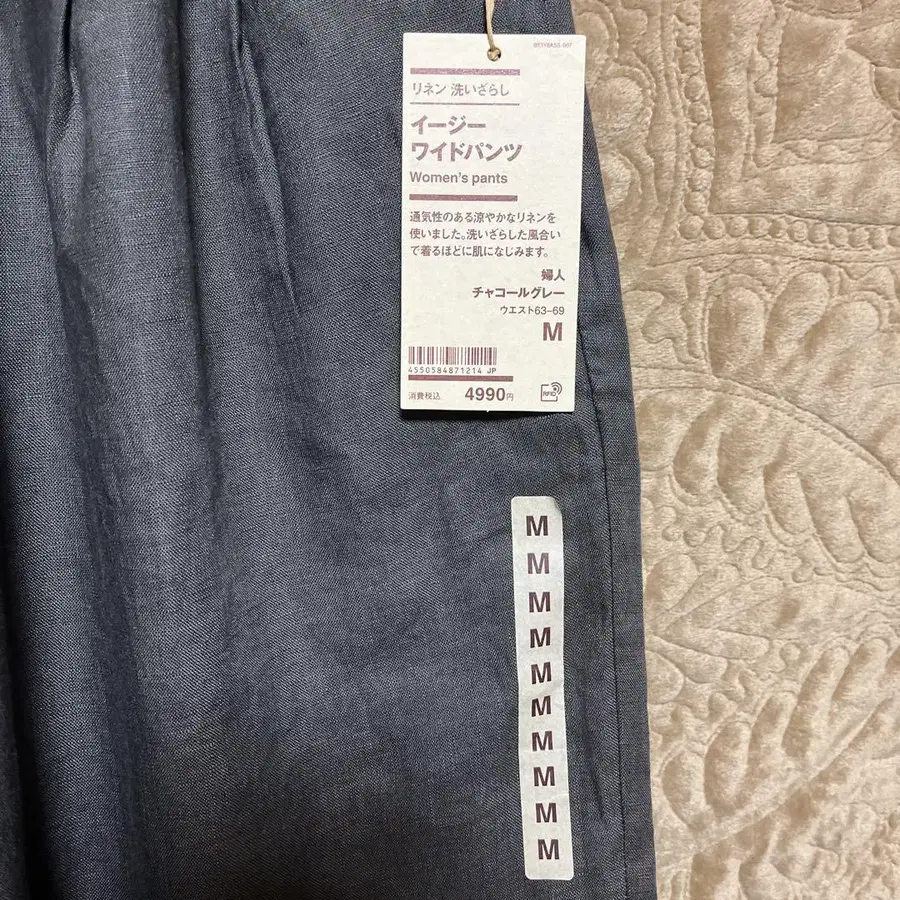 リネン 洗いざらし
イージー
ワイドパンツ
Women's pants
通気性のある涼やかなリネンを
使いました。洗いざらした風合い
で着るほどに肌になじみます。
婦人
チャコールグレー
ウエスト63-69
M
4550584871214 JP
消費税込 4990円
RFID
M
M
M
M
M
M
M
M
M
M